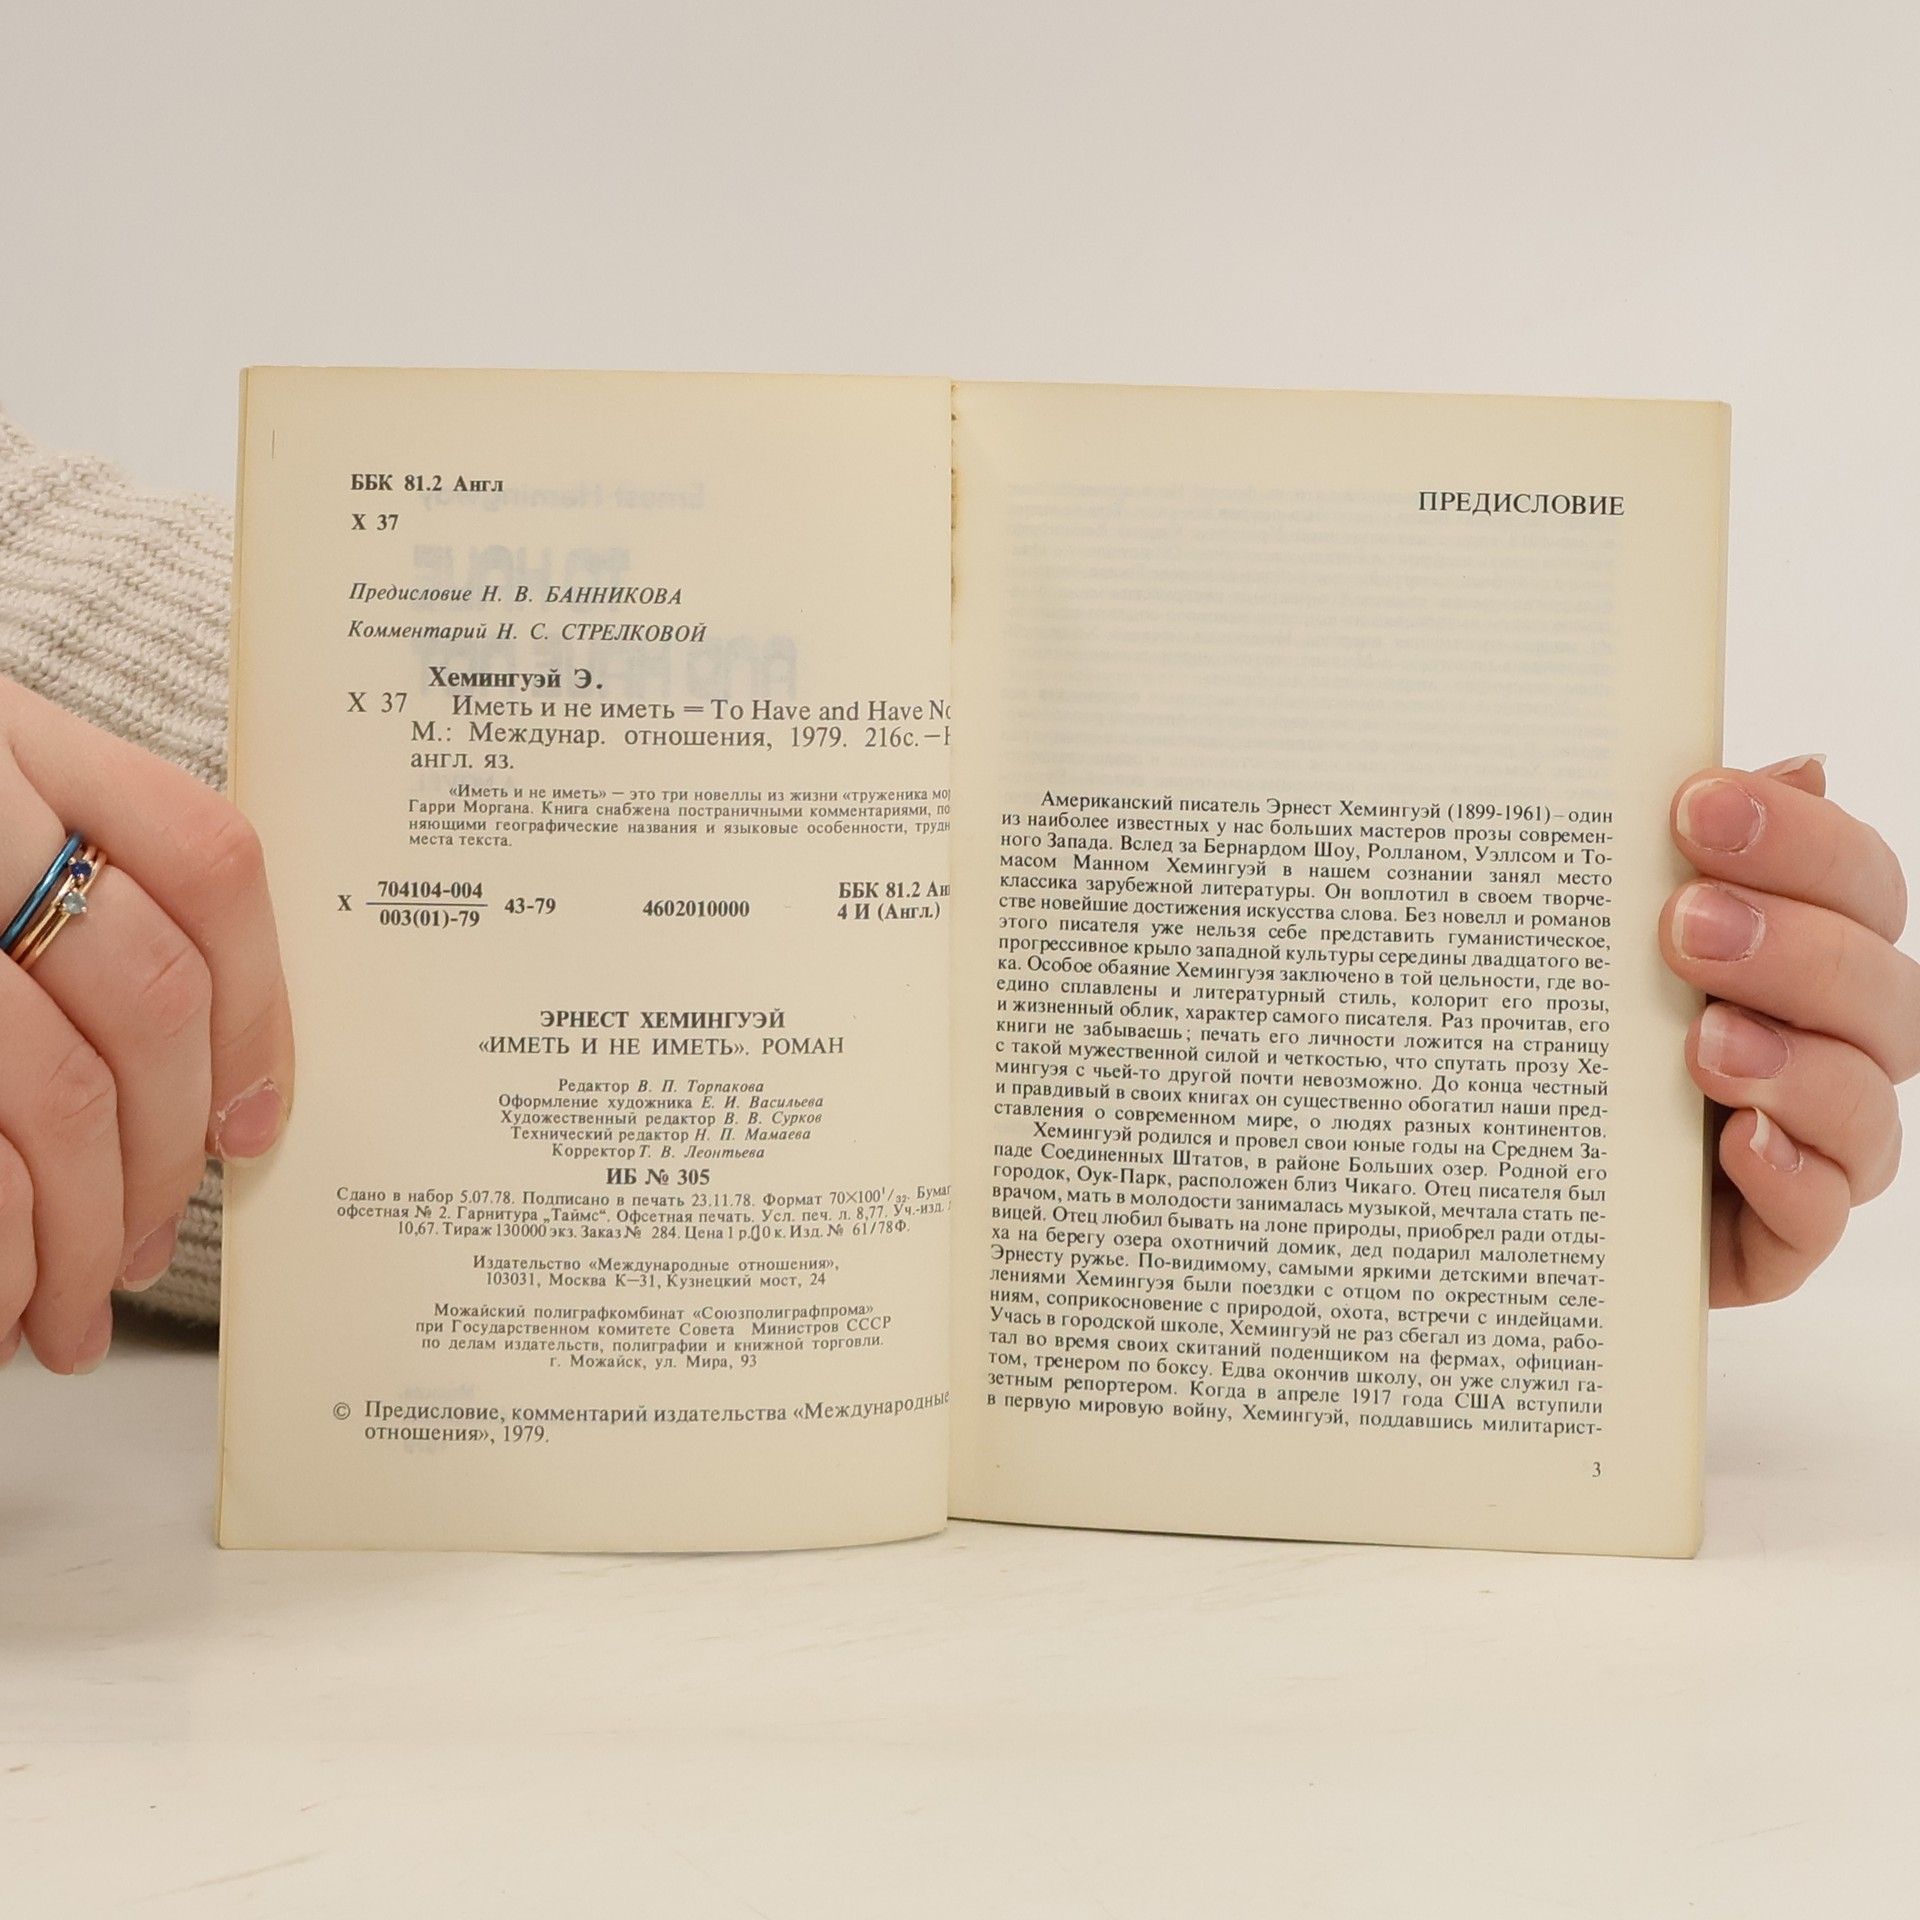 ББК 81.2 Англ
Х 37
Предисловие Н. В. БАННИКОВА
Комментарий Н. С. СТРЕЛКОВОЙ
Хемингуэй Э.
Х 37 Иметь и не иметь = To Have and Have
М.: Междунар. отношения, 1979. 216с.–
англ. яз.
«Иметь и не иметь» – это три новеллы из жизни «труженика
Гарри Моргана. Книга снабжена постраничными комментариями,
няющими географические названия и языковые особенности,
места текста.
Х 704104-004 / 003(01)-79 43-79 4602010000 ББК 81.2
4 И (Англ.)
ЭРНЕСТ ХЕМИНГУЭЙ
«ИМЕТЬ И НЕ ИМЕТЬ». РОМАН
Редактор В. П. Торпакова
Оформление художника Е. И. Васильева
Художественный редактор В. В. Сурков
Технический редактор Н. П. Мамаева
Корректор Т. В. Леонтьева
ИБ № 305
Сдано в набор 5.07.78. Подписано в печать 23.11.78. Формат 70×100¹/₃₂.
офсетная № 2. Гарнитура „Таймс“. Офсетная печать. Усл. печ. л. 8,77. Уч.-изд.
10,67. Тираж 130000 экз. Заказ № 284. Цена 1 р. к. Изд. № 61/78Ф.
Издательство «Международные отношения»,
103031, Москва К–31, Кузнецкий мост, 24
Можайский полиграфкомбинат «Союзполиграфпрома»
при Государственном комитете Совета Министров СССР
по делам издательств, полиграфии и книжной торговли.
г. Можайск, ул. Мира, 93
© Предисловие, комментарий издательства «Международные
отношения», 1979.
ПРЕДИСЛОВИЕ
Американский писатель Эрнест Хемингуэй (1899-1961)–один
из наиболее известных у нас больших мастеров прозы современ-
ного Запада. Вслед за Бернардом Шоу, Ролланом, Уэллсом и То-
масом Манном Хемингуэй в нашем сознании занял место
классика зарубежной литературы. Он воплотил в своем творче-
стве новейшие достижения искусства слова. Без новелл и романов
этого писателя уже нельзя себе представить гуманистическое,
прогрессивное крыло западной культуры середины двадцатого ве-
ка. Особое обаяние Хемингуэя заключено в той цельности, где во-
едино сплавлены и литературный стиль, колорит его прозы,
и жизненный облик, характер самого писателя. Раз прочитав, его
книги не забываешь; печать его личности ложится на страницу
с такой мужественной силой и четкостью, что спутать прозу Хе-
мингуэя с чьей-то другой почти невозможно. До конца честный
и правдивый в своих книгах он существенно обогатил наши пред-
ставления о современном мире, о людях разных континентов.
Хемингуэй родился и провел свои юные годы на Среднем За-
паде Соединенных Штатов, в районе Больших озер. Родной его
городок, Оук-Парк, расположен близ Чикаго. Отец писателя был
врачом, мать в молодости занималась музыкой, мечтала стать пе-
вицей. Отец любил бывать на лоне природы, приобрел ради отды-
ха на берегу озера охотничий домик, дед подарил малолетнему
Эрнесту ружье. По-видимому, самыми яркими детскими впечат-
лениями Хемингуэя были поездки с отцом по окрестным селе-
ниям, соприкосновение с природой, охота, встречи с индейцами.
Учась в городской школе, Хемингуэй не раз сбегал из дома, рабо-
тал во время своих скитаний поденщиком на фермах, официан-
том, тренером по боксу. Едва окончив школу, он уже служил га-
зетным репортером. Когда в апреле 1917 года США вступили
в первую мировую войну, Хемингуэй, поддавшись милитарист-
3